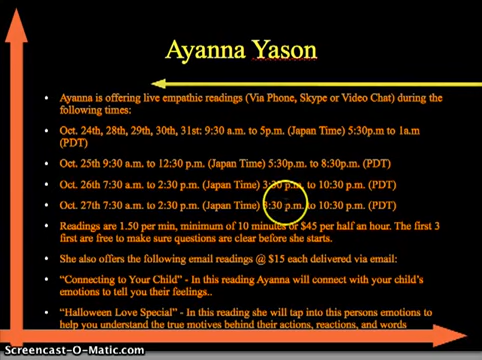 Ayanna Yason
Ayanna is offering live empathic readings (Via Phone, Skype or Video Chat) during the
following times:
Oct. 24th, 28th, 29th, 30th, 31st: 9:30 a.m. to 5p.m. (Japan Time) 5:30p.m to 1a.m
(PDT)
Oct. 25th 9:30 a.m. to 12:30 p.m. (Japan Time) 5:30p.m. to 8:30p.m. (PDT)
Oct. 26th 7:30 a.m. to 2:30 p.m. (Japan Time) 3:30 p.m. to 10:30 p.m. (PDT)
Oct. 27th 7:30 a.m. to 2:30 p.m. (Japan Time) 3:30 p.m. to 10:30 p.m. (PDT)
Readings are 1.50 per min, minimum of 10 minutes or $45 per half an hour. The first 3
first are free to make sure questions are clear before she starts.
She also offers the following email readings @ $15 each delivered via email:
“Connecting to Your Child” - In this reading Ayanna will connect with your child's
emotions to tell you their feelings..
“Halloween Love Special” - In this reading she will tap into this persons emotions to
help you understand the true motives behind their actions, reactions, and words
Screencast-O-Matic.com